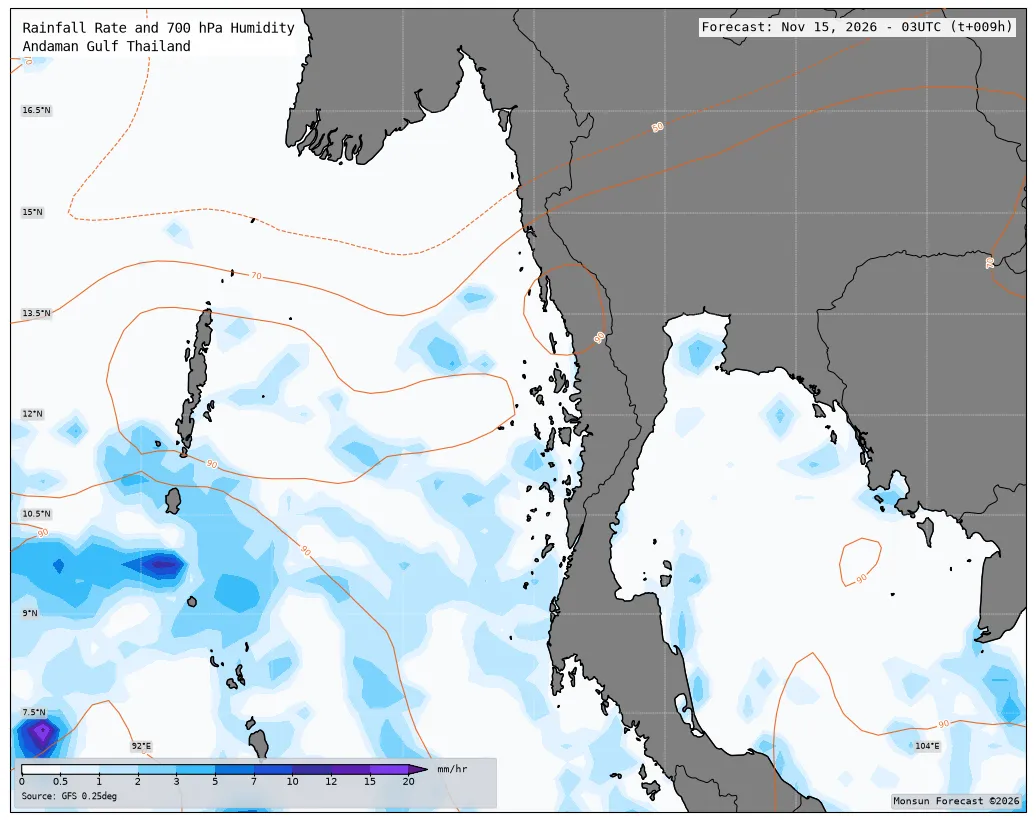 Rainfall Rate and 700 hPa Humidity
Andaman Gulf Thailand
Forecast: Nov 15, 2026 - 03UTC (t+009h)
16.5°N
50
15°N
70
70
13.5°N
90
12°N
90
10.5°N
90
90
90
9°N
7.5°N
90
92°E
104°E
mm/hr
0 0.5 1 2 3 5 7 10 12 15 20
Source: GFS 0.25deg
Monsun Forecast ©2026